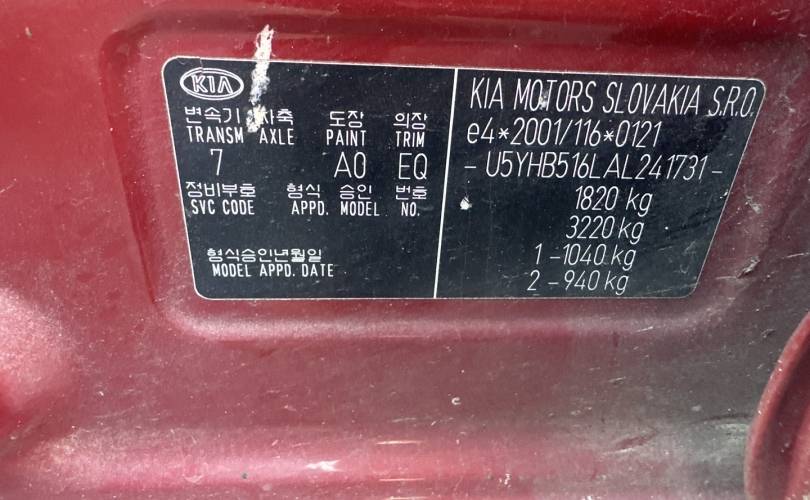 KIA
변속기 차축 도장 의장
TRANSM AXLE PAINT TRIM
7 A0 EQ
정비부호 형식 승인 번호
SVC CODE APPD. MODEL NO.
형식승인년월일
MODEL APPD. DATE
KIA MOTORS SLOVAKIA S.R.O.
e4*2001/116*0121
- U5YHB516LAL241731 -
1820 kg
3220 kg
1 - 1040 kg
2 - 940 kg